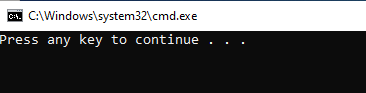 C:\Windows\system32\cmd.exe
Press any key to continue . . .